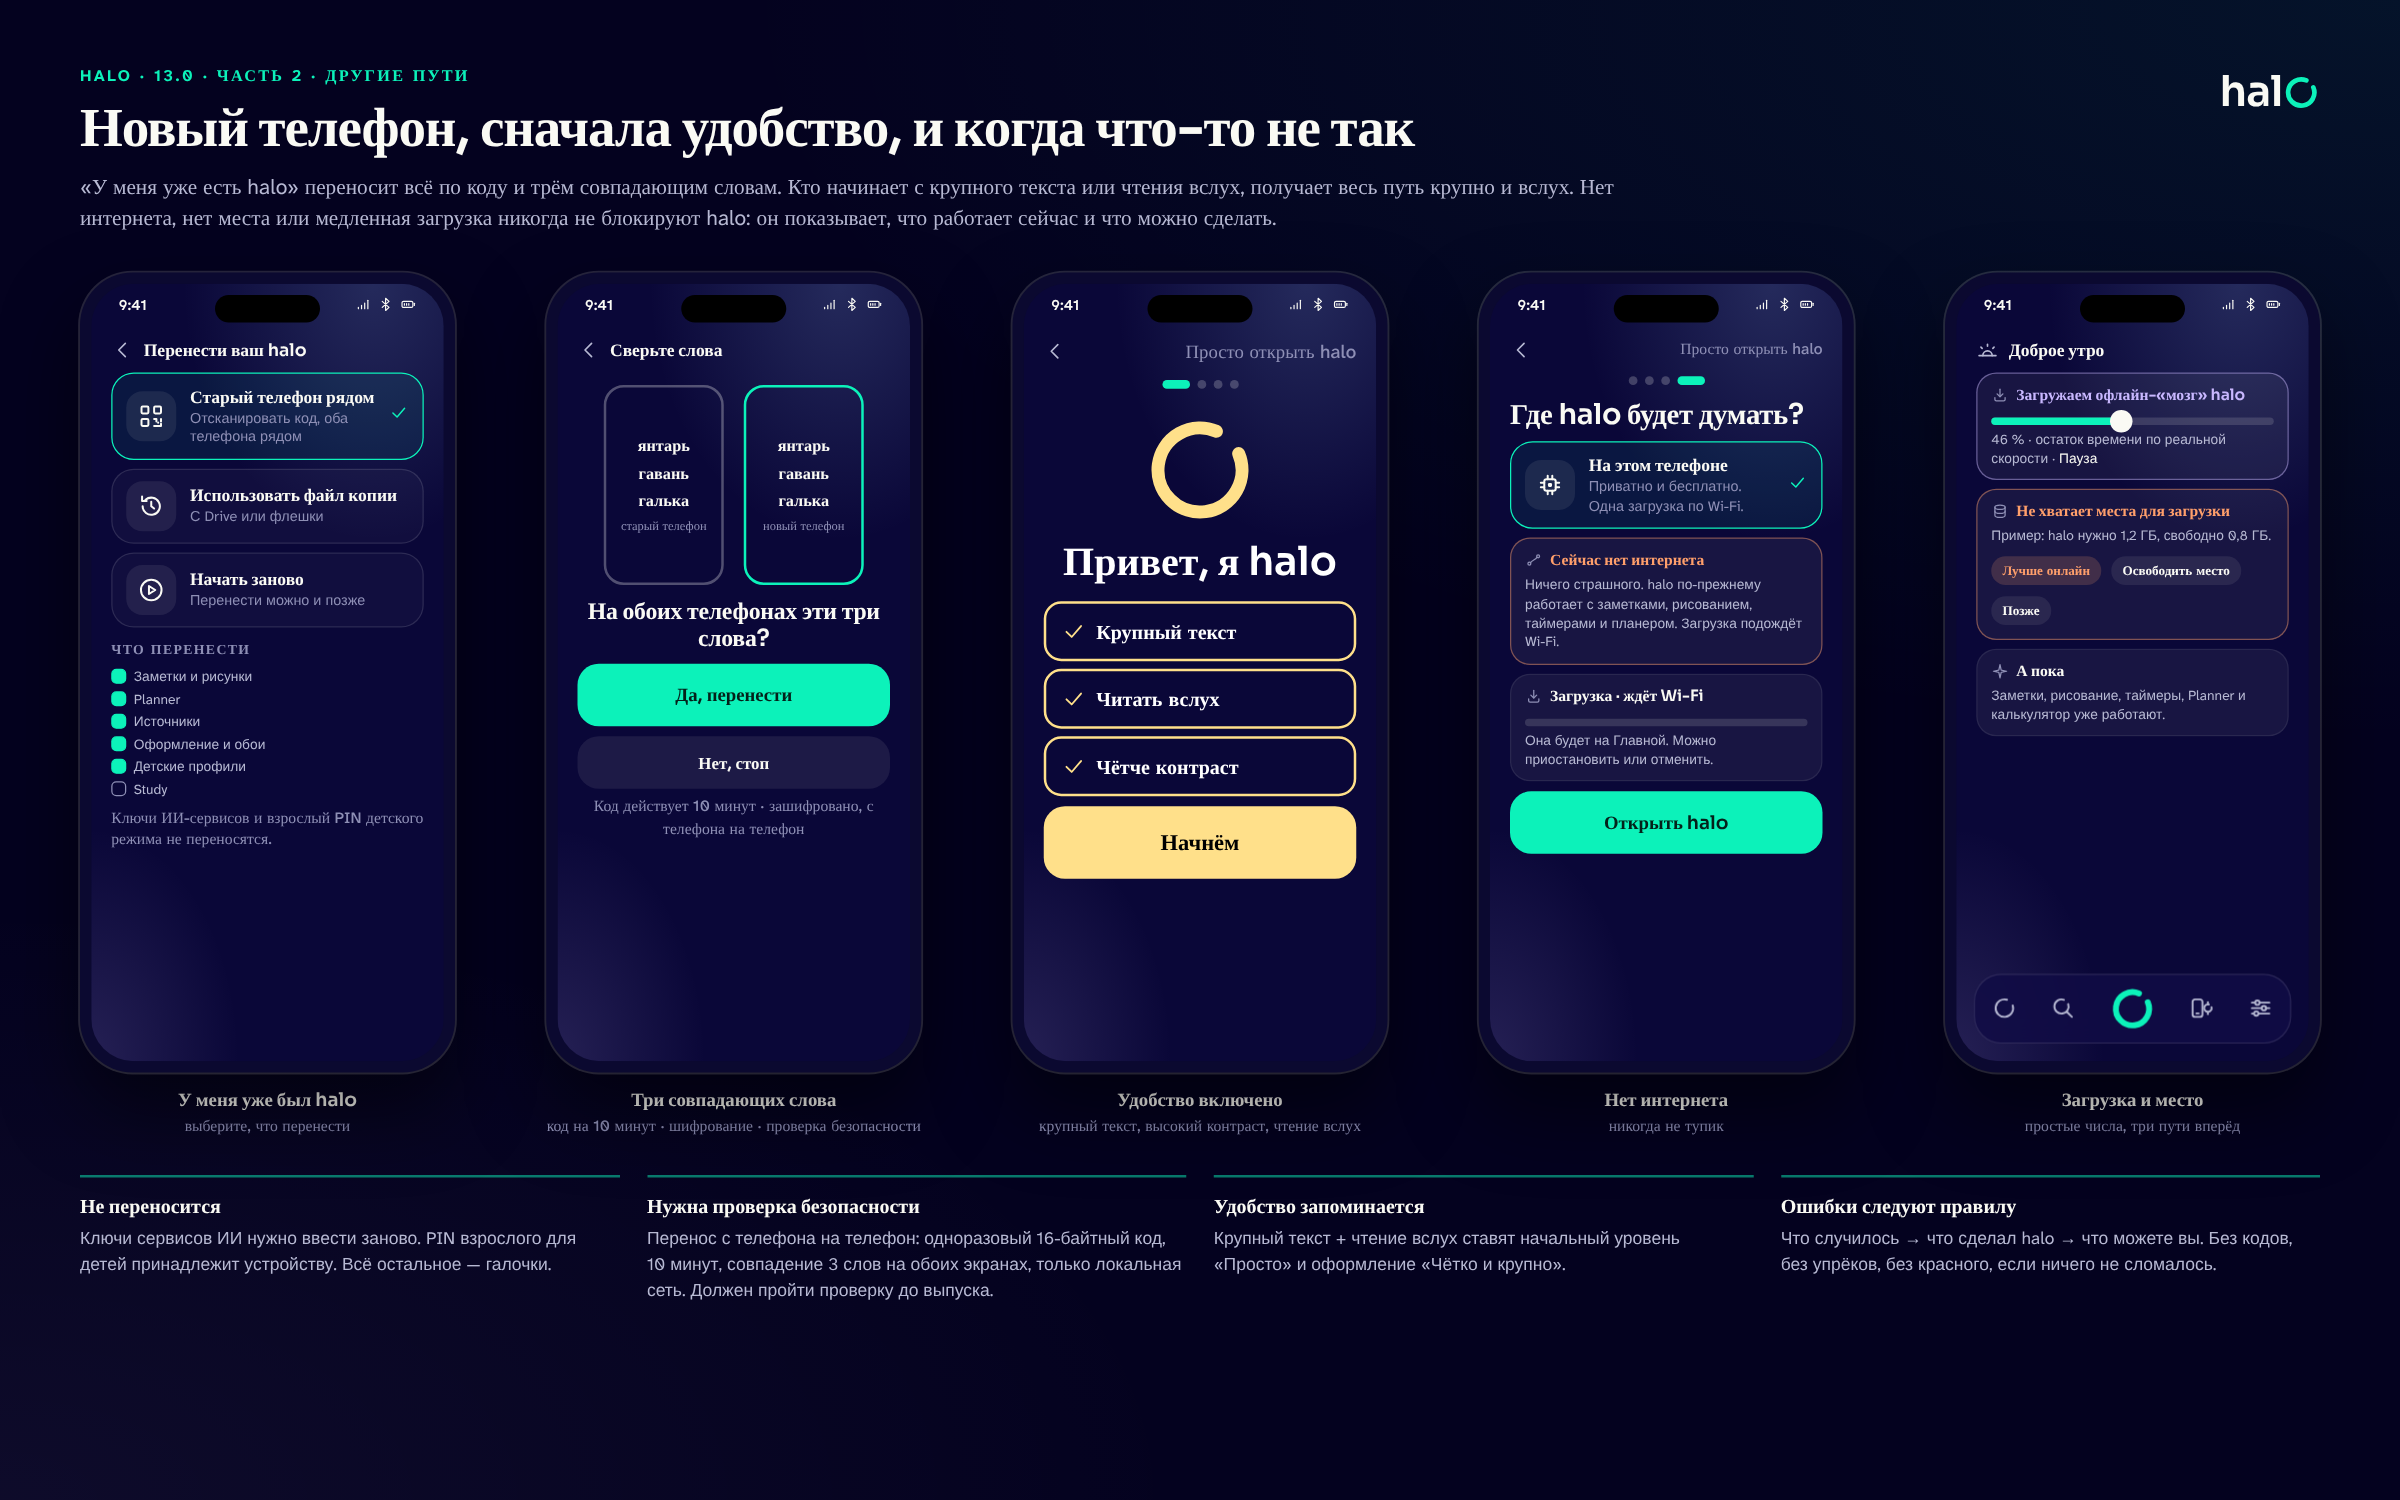 HALO · 13.0 · ЧАСТЬ 2 · ДРУГИЕ ПУТИ
halo
Новый телефон, сначала удобство, и когда что-то не так
«У меня уже есть halo» переносит всё по коду и трём совпадающим словам. Кто начинает с крупного текста или чтения вслух, получает весь путь крупно и вслух. Нет
интернета, нет места или медленная загрузка никогда не блокируют halo: он показывает, что работает сейчас и что можно сделать.
9:41
Перенести ваш halo
Старый телефон рядом
Отсканировать код, оба
телефона рядом
Использовать файл копии
С Drive или флешки
Начать заново
Перенести можно и позже
ЧТО ПЕРЕНЕСТИ
Заметки и рисунки
Planner
Источники
Оформление и обои
Детские профили
Study
Ключи ИИ-сервисов и взрослый PIN детского
режима не переносятся.
У меня уже был halo
выберите, что перенести
9:41
Сверьте слова
янтарь
гавань
галька
старый телефон
янтарь
гавань
галька
новый телефон
На обоих телефонах эти три
слова?
Да, перенести
Нет, стоп
Код действует 10 минут · зашифровано, с
телефона на телефон
Три совпадающих слова
код на 10 минут · шифрование · проверка безопасности
9:41
Просто открыть halo
Привет, я halo
Крупный текст
Читать вслух
Чётче контраст
Начнём
Удобство включено
крупный текст, высокий контраст, чтение вслух
9:41
Просто открыть halo
Где halo будет думать?
На этом телефоне
Приватно и бесплатно.
Одна загрузка по Wi-Fi.
Сейчас нет интернета
Ничего страшного. halo по-прежнему
работает с заметками, рисованием,
таймерами и планером. Загрузка подождёт
Wi-Fi.
Загрузка · ждёт Wi-Fi
Она будет на Главной. Можно
приостановить или отменить.
Открыть halo
Нет интернета
никогда не тупик
9:41
Доброе утро
Загружаем офлайн-«мозг» halo
46 % · остаток времени по реальной
скорости · Пауза
Не хватает места для загрузки
Пример: halo нужно 1,2 ГБ, свободно 0,8 ГБ.
Лучше онлайн
Освободить место
Позже
А пока
Заметки, рисование, таймеры, Planner и
калькулятор уже работают.
Загрузка и место
простые числа, три пути вперёд
Не переносится
Ключи сервисов ИИ нужно ввести заново. PIN взрослого для
детей принадлежит устройству. Всё остальное — галочки.
Нужна проверка безопасности
Перенос с телефона на телефон: одноразовый 16-байтный код,
10 минут, совпадение 3 слов на обоих экранах, только локальная
сеть. Должен пройти проверку до выпуска.
Удобство запоминается
Крупный текст + чтение вслух ставят начальный уровень
«Просто» и оформление «Чётко и крупно».
Ошибки следуют правилу
Что случилось → что сделал halo → что можете вы. Без кодов,
без упрёков, без красного, если ничего не сломалось.